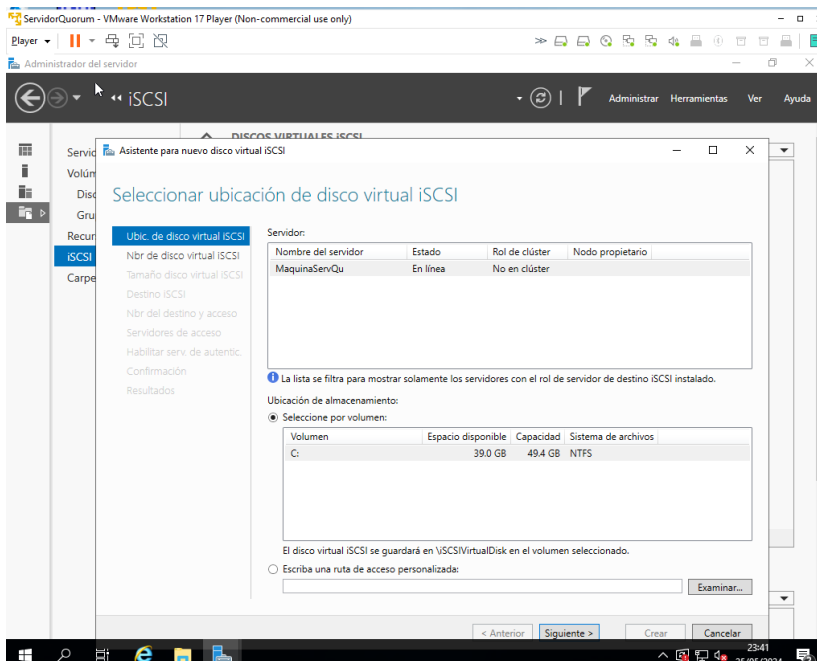 ServidorQuorum - VMware Workstation 17 Player (Non-commercial use only)
Player
Administrador del servidor
iSCSI
Administrar Herramientas Ver Ayuda
DISCOS VIRTUALES iSCSI
Servic
Volúm
Disc
Gru
Recur
iSCSI
Carpe
Asistente para nuevo disco virtual iSCSI
Seleccionar ubicación de disco virtual iSCSI
Ubic. de disco virtual iSCSI
Nbr de disco virtual iSCSI
Tamaño disco virtual iSCSI
Destino iSCSI
Nbr del destino y acceso
Servidores de acceso
Habilitar serv. de autentic.
Confirmación
Resultados
Servidor:
Nombre del servidor Estado Rol de clúster Nodo propietario
MaquinaServQu En línea No en clúster
La lista se filtra para mostrar solamente los servidores con el rol de servidor de destino iSCSI instalado.
Ubicación de almacenamiento:
Seleccione por volumen:
Volumen Espacio disponible Capacidad Sistema de archivos
C: 39.0 GB 49.4 GB NTFS
El disco virtual iSCSI se guardará en \iSCSIVirtualDisk en el volumen seleccionado.
Escriba una ruta de acceso personalizada:
Examinar...
< Anterior Siguiente > Crear Cancelar
23:41